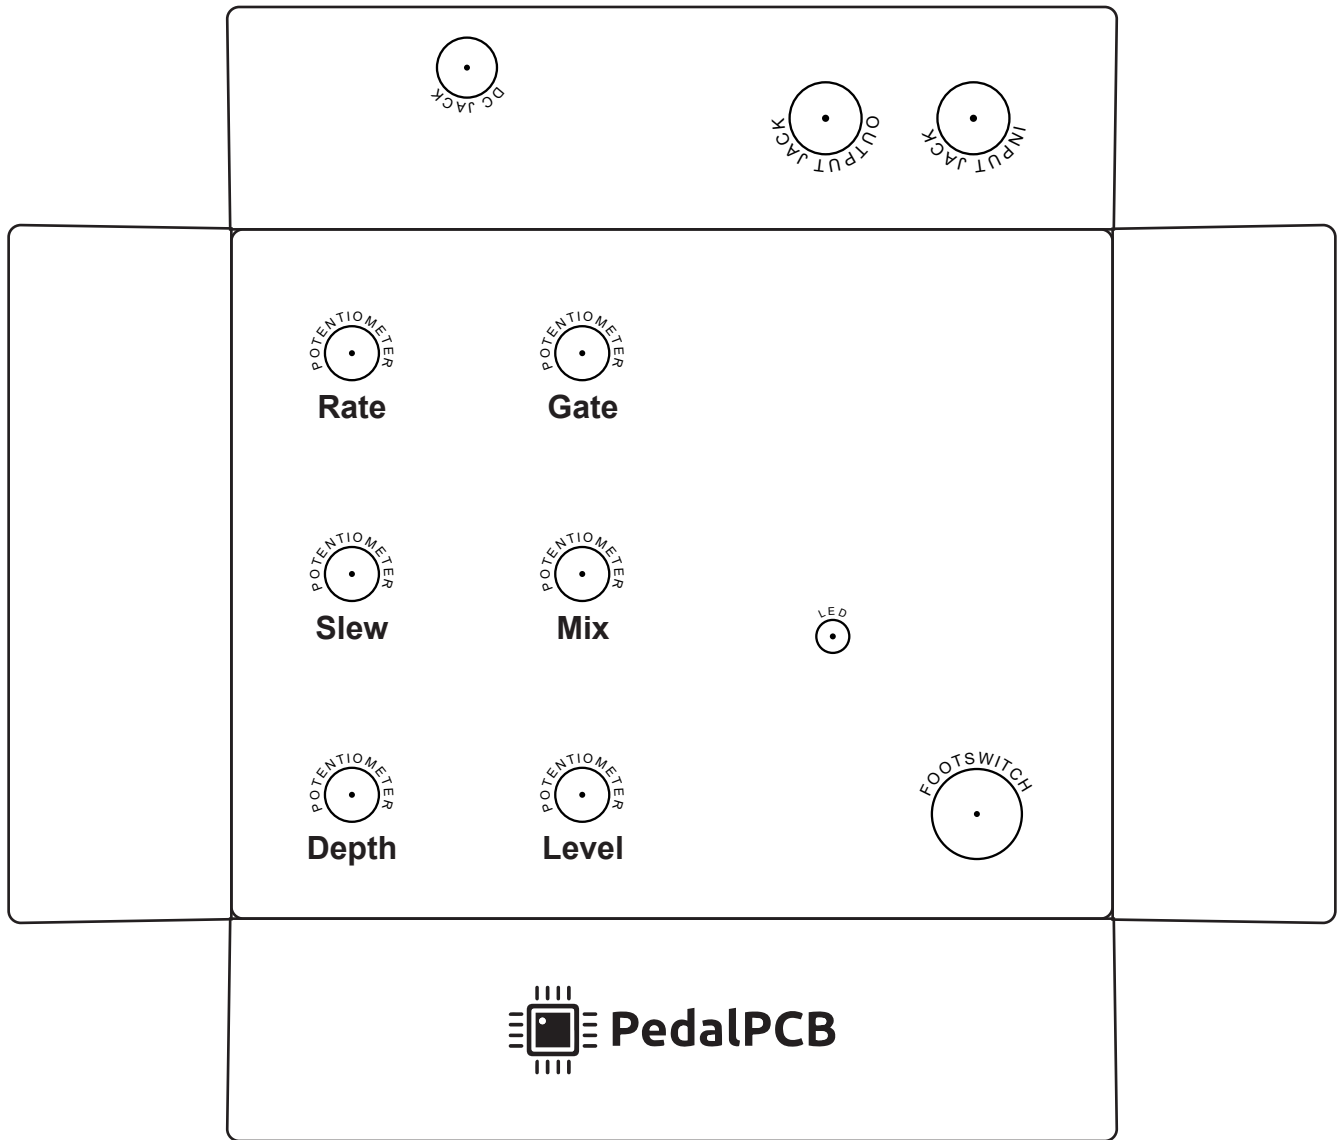 DC JACK
OUTPUT JACK
INPUT JACK
POTENTIOMETER
Rate
POTENTIOMETER
Gate
POTENTIOMETER
Slew
POTENTIOMETER
Mix
LED
POTENTIOMETER
Depth
POTENTIOMETER
Level
FOOTSWITCH
PedalPCB